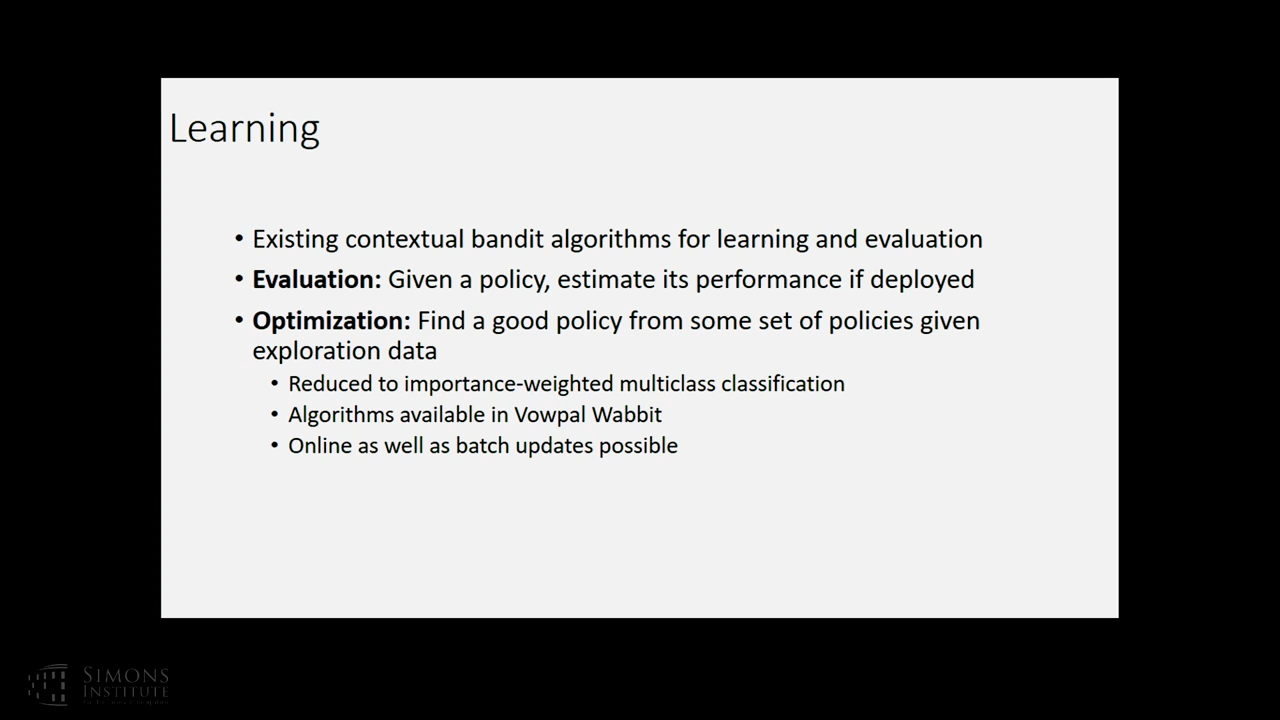 Learning
• Existing contextual bandit algorithms for learning and evaluation
• Evaluation: Given a policy, estimate its performance if deployed
• Optimization: Find a good policy from some set of policies given
exploration data
• Reduced to importance-weighted multiclass classification
• Algorithms available in Vowpal Wabbit
• Online as well as batch updates possible
SIMONS
INSTITUTE